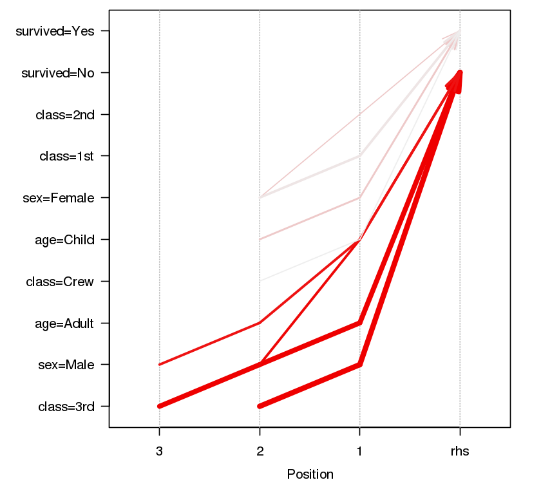 survived=Yes
survived=No
class=2nd
class=1st
sex=Female
age=Child
class=Crew
age=Adult
sex=Male
class=3rd
3 2 1 rhs
Position